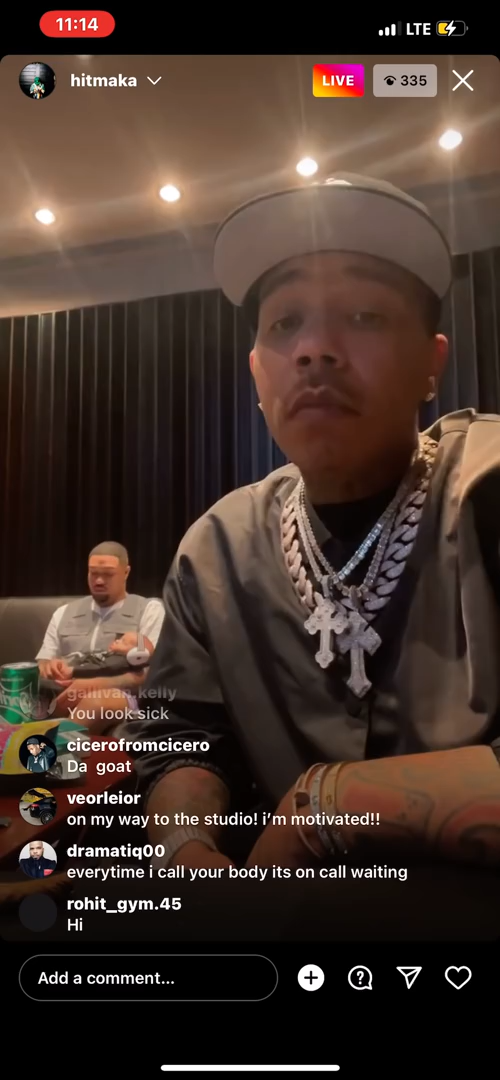 11:14
LTE
hitmaka
LIVE
335
gallivan.kelly
You look sick
cicerofromcicero
Da goat
veorleior
on my way to the studio! i'm motivated!!
dramatiq00
everytime i call your body its on call waiting
rohit_gym.45
Hi
Add a comment...